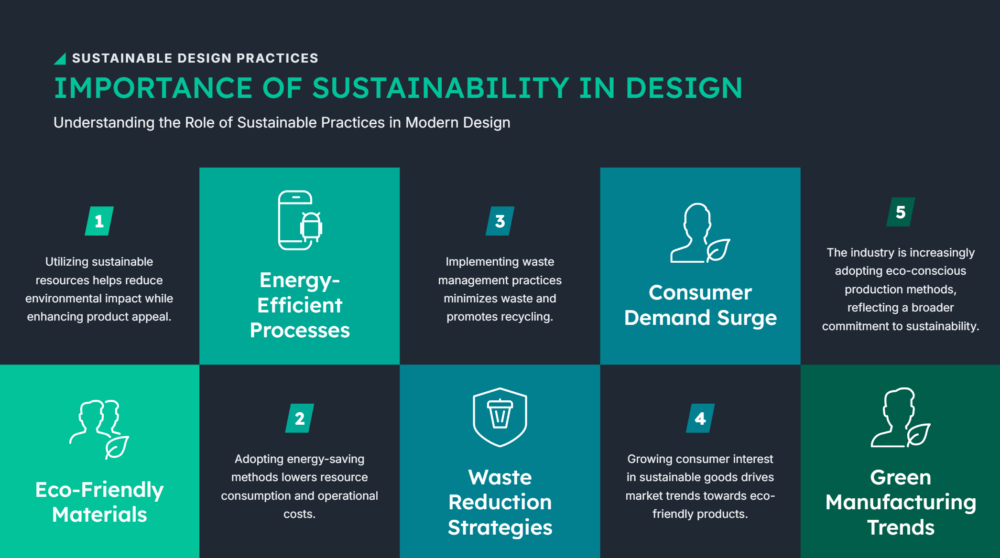 SUSTAINABLE DESIGN PRACTICES
IMPORTANCE OF SUSTAINABILITY IN DESIGN
Understanding the Role of Sustainable Practices in Modern Design
1
Utilizing sustainable
resources helps reduce
environmental impact while
enhancing product appeal.
Eco-Friendly
Materials
Energy-
Efficient
Processes
2
Adopting energy-saving
methods lowers resource
consumption and operational
costs.
3
Implementing waste
management practices
minimizes waste and
promotes recycling.
Waste
Reduction
Strategies
Consumer
Demand Surge
4
Growing consumer interest
in sustainable goods drives
market trends towards eco-
friendly products.
5
The industry is increasingly
adopting eco-conscious
production methods,
reflecting a broader
commitment to sustainability.
Green
Manufacturing
Trends